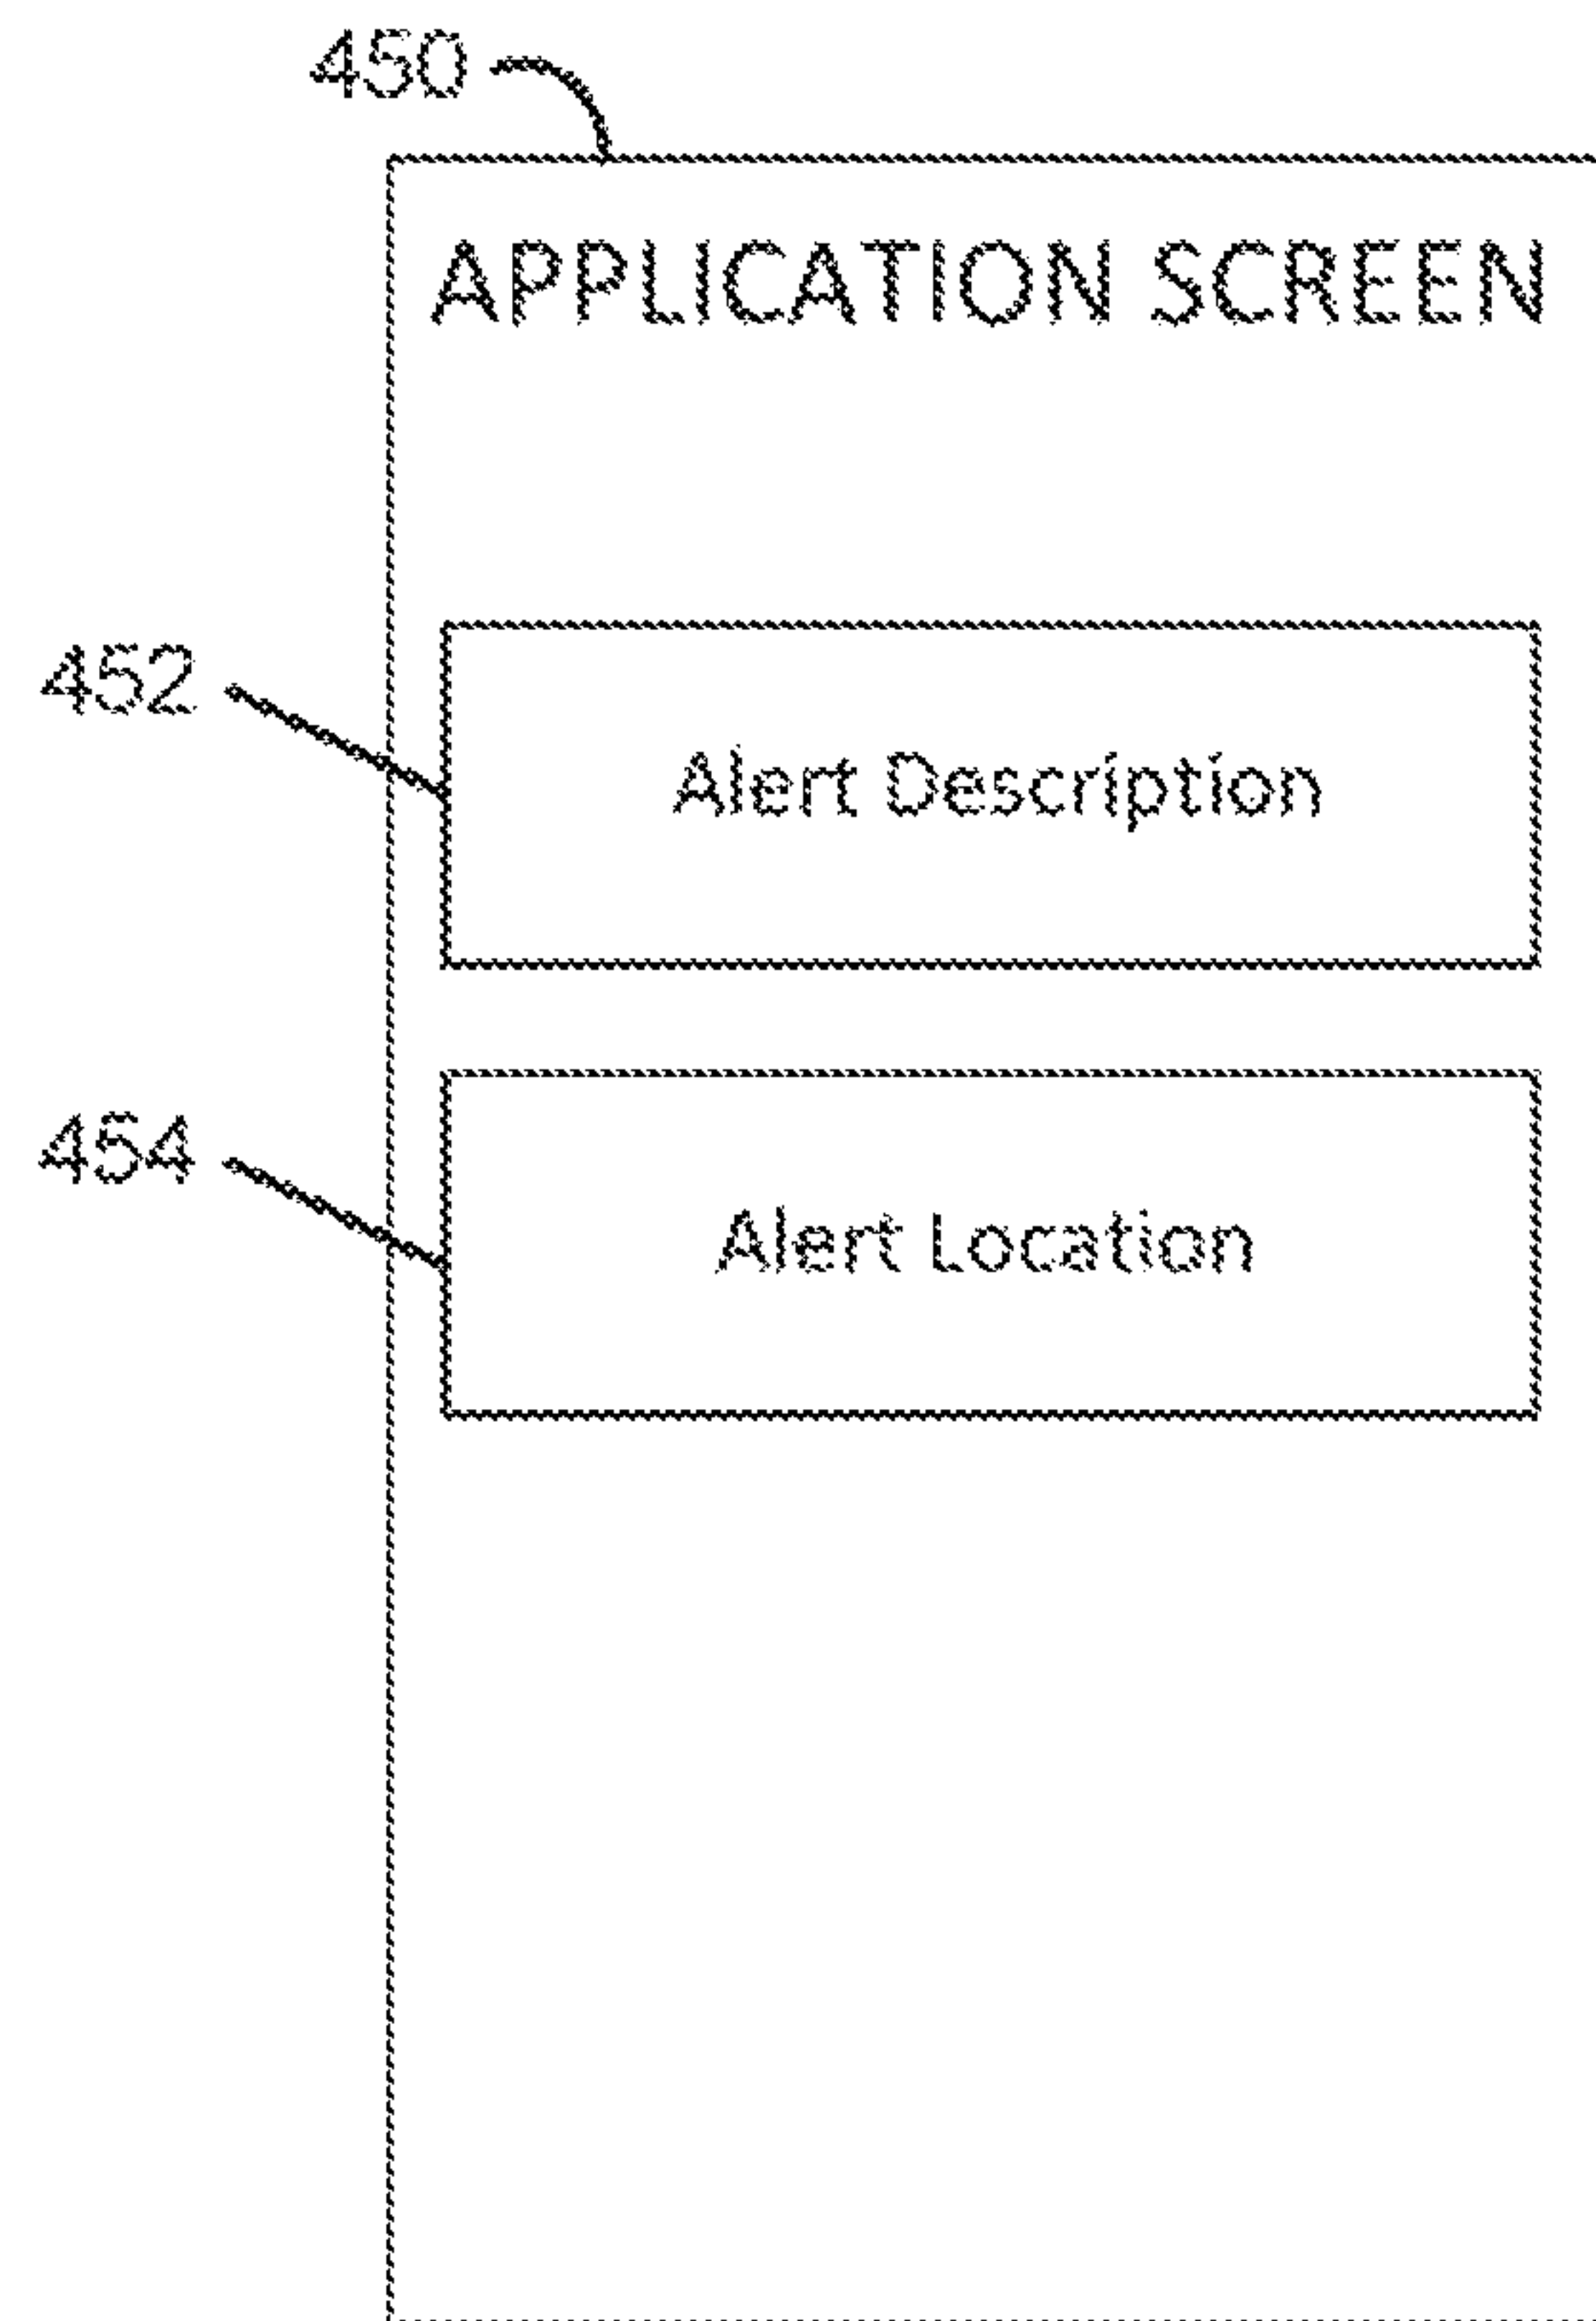 450
APPLICATION SCREEN
452
Alert Description
454
Alert Location